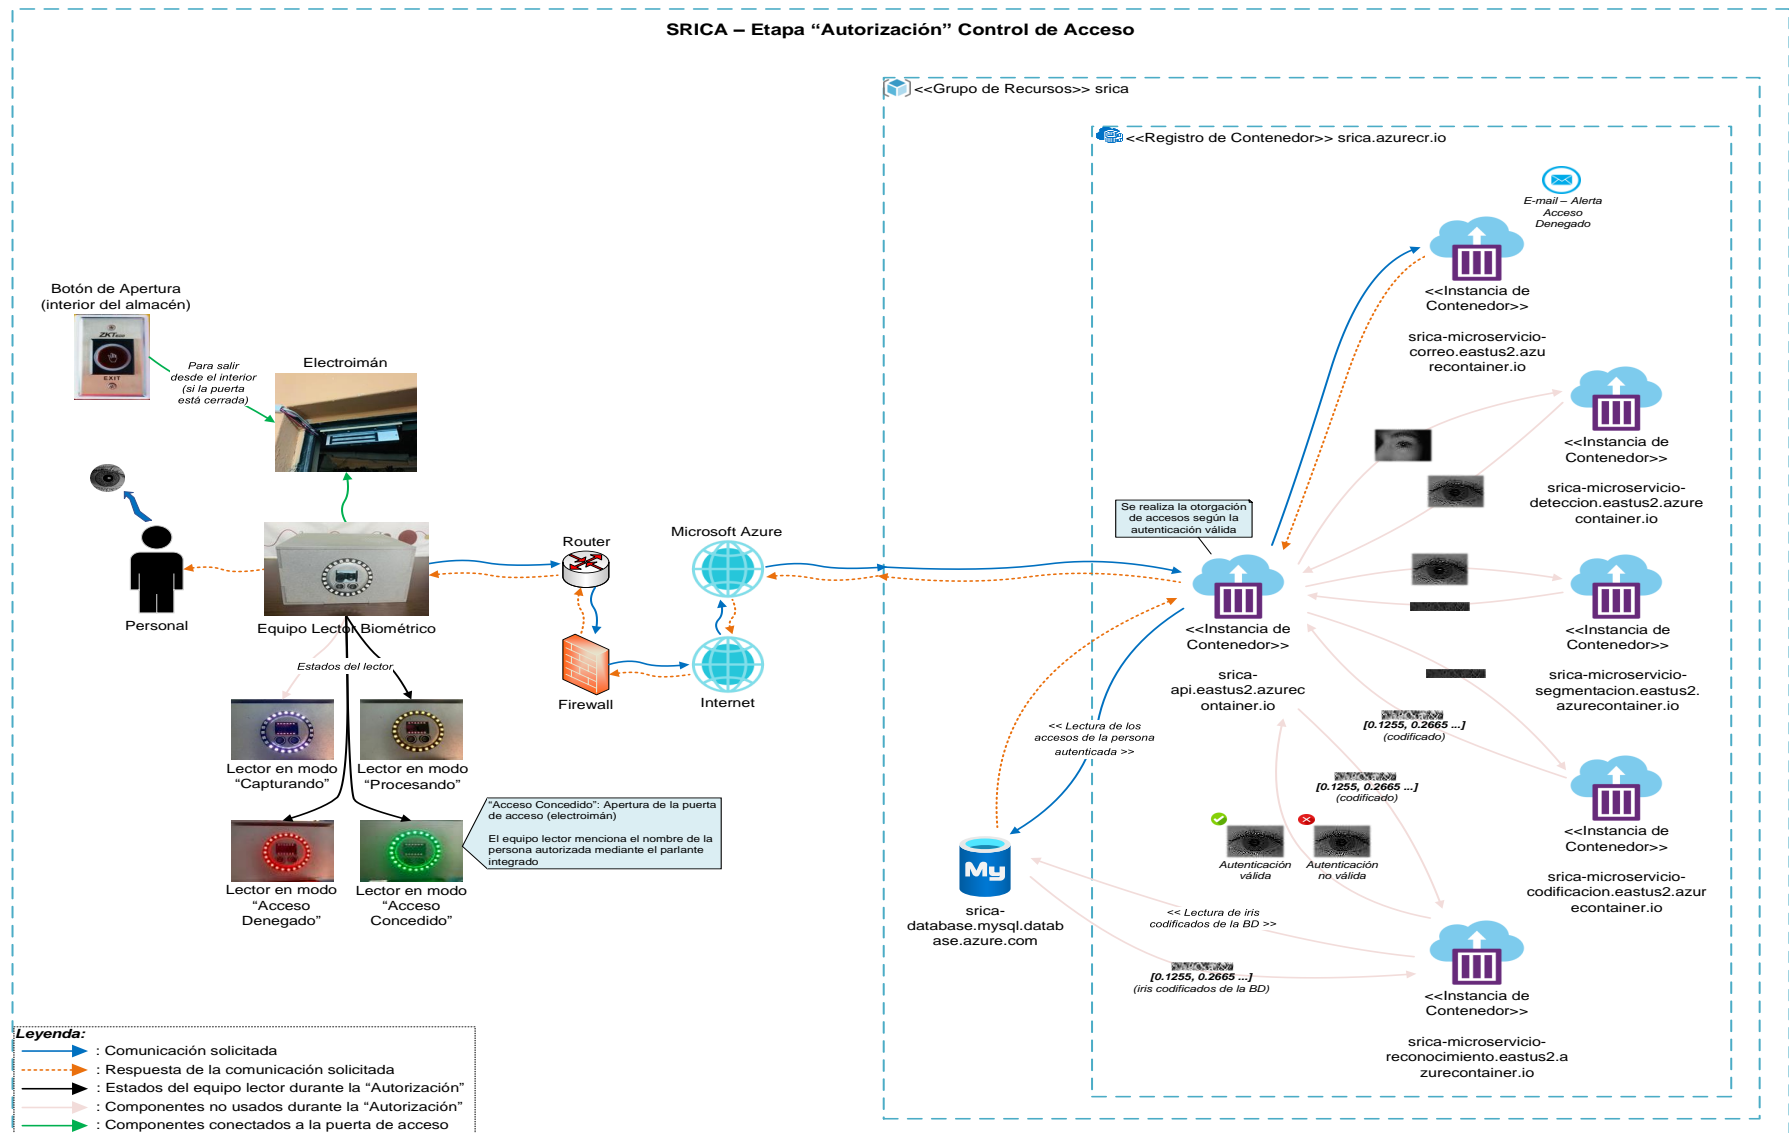 SRICA – Etapa “Autorización” Control de Acceso
<<Grupo de Recursos>> srica
<<Registro de Contenedor>> srica.azurecr.io
E-mail – Alerta
Acceso
Denegado
<<Instancia de
Contenedor>>
srica-microservicio-
correo.eastus2.azu
recontainer.io
Botón de Apertura
(interior del almacén)
ZKTeco
EXIT
Para salir
desde el interior
(si la puerta
está cerrada)
Electroimán
<<Instancia de
Contenedor>>
srica-microservicio-
deteccion.eastus2.azure
container.io
Se realiza la otorgación
de accesos según la
autenticación válida
Personal
Equipo Lector Biométrico
Router
Microsoft Azure
Firewall
Internet
<<Instancia de
Contenedor>>
srica-
api.eastus2.azurec
ontainer.io
<<Instancia de
Contenedor>>
srica-microservicio-
segmentacion.eastus2.
azurecontainer.io
Estados del lector
Lector en modo
“Capturando”
Lector en modo
“Procesando”
Lector en modo
“Acceso
Denegado”
Lector en modo
“Acceso
Concedido”
“Acceso Concedido”: Apertura de la puerta
de acceso (electroimán)
El equipo lector menciona el nombre de la
persona autorizada mediante el parlante
integrado
<< Lectura de los
accesos de la persona
autenticada >>
[0.1255, 0.2665 ...]
(codificado)
[0.1255, 0.2665 ...]
(codificado)
<<Instancia de
Contenedor>>
srica-microservicio-
codificacion.eastus2.azur
econtainer.io
Autenticación
válida
Autenticación
no válida
My
srica-
database.mysql.datab
ase.azure.com
<< Lectura de iris
codificados de la BD >>
[0.1255, 0.2665 ...]
(iris codificados de la BD)
<<Instancia de
Contenedor>>
srica-microservicio-
reconocimiento.eastus2.a
zurecontainer.io
Leyenda:
: Comunicación solicitada
: Respuesta de la comunicación solicitada
: Estados del equipo lector durante la “Autorización”
: Componentes no usados durante la “Autorización”
: Componentes conectados a la puerta de acceso